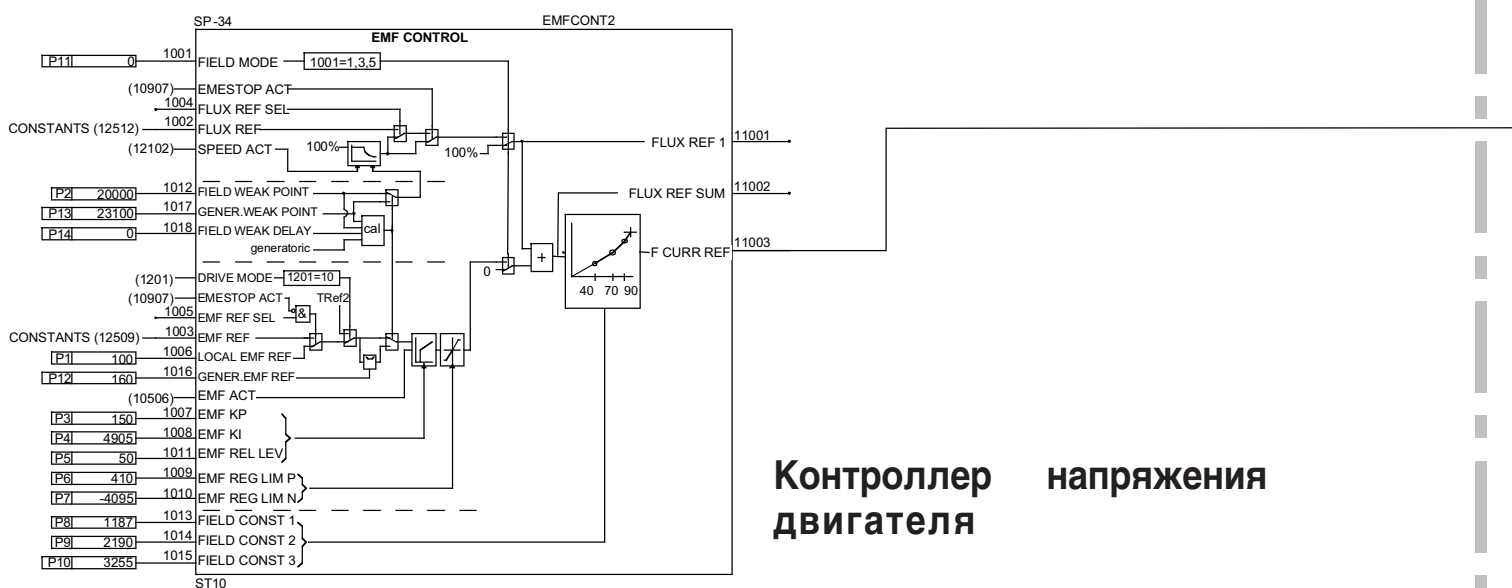 SP-34 EMFCONT2
EMF CONTROL
P11 0 1001 FIELD MODE 1001=1,3,5
(10907) EMESTOP ACT
1004 FLUX REF SEL
CONSTANTS (12512) 1002 FLUX REF
(12102) SPEED ACT 100% 100% FLUX REF 1 11001
P2 20000 1012 FIELD WEAK POINT FLUX REF SUM 11002
P13 23100 1017 GENER.WEAK POINT
P14 0 1018 FIELD WEAK DELAY cal
generatoric + F CURR REF 11003
0
(1201) DRIVE MODE 1201=10
40 70 90
(10907) EMESTOP ACT TRef2
1005 EMF REF SEL &
CONSTANTS (12509) 1003 EMF REF
P1 100 1006 LOCAL EMF REF
P12 160 1016 GENER.EMF REF
(10506) EMF ACT
P3 150 1007 EMF KP
P4 4905 1008 EMF KI
P5 50 1011 EMF REL LEV
P6 410 1009 EMF REG LIM P
P7 -4095 1010 EMF REG LIM N
P8 1187 1013 FIELD CONST 1
P9 2190 1014 FIELD CONST 2
P10 3255 1015 FIELD CONST 3
ST10
Контроллер напряжения
двигателя